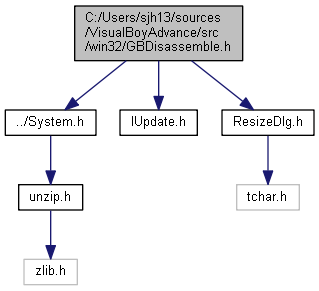 C:/Users/sjh13/sources
/VisualBoyAdvance/src
/win32/GBDisassemble.h
../System.h
IUpdate.h
ResizeDlg.h
unzip.h
tchar.h
zlib.h